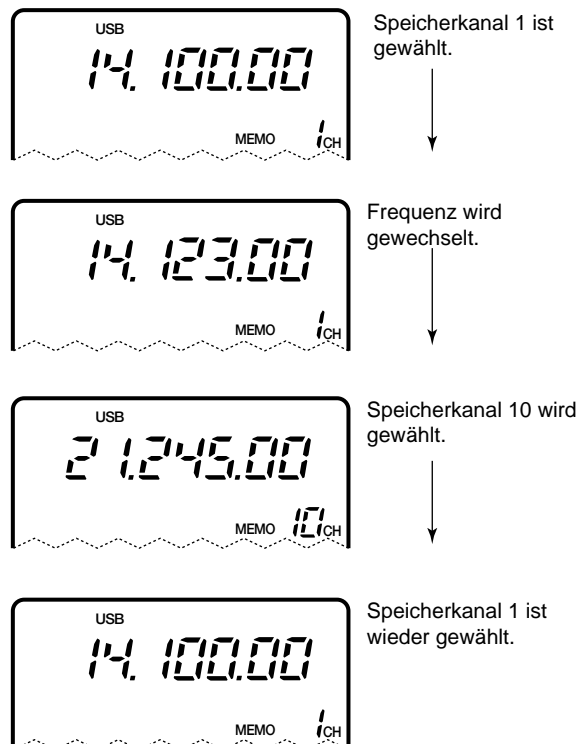 USB
14.100.00
MEMO 1CH
Speicherkanal 1 ist
gewählt.
USB
14.123.00
MEMO 1CH
Frequenz wird
gewechselt.
USB
21.245.00
MEMO 10CH
Speicherkanal 10 wird
gewählt.
USB
14.100.00
MEMO 1CH
Speicherkanal 1 ist
wieder gewählt.